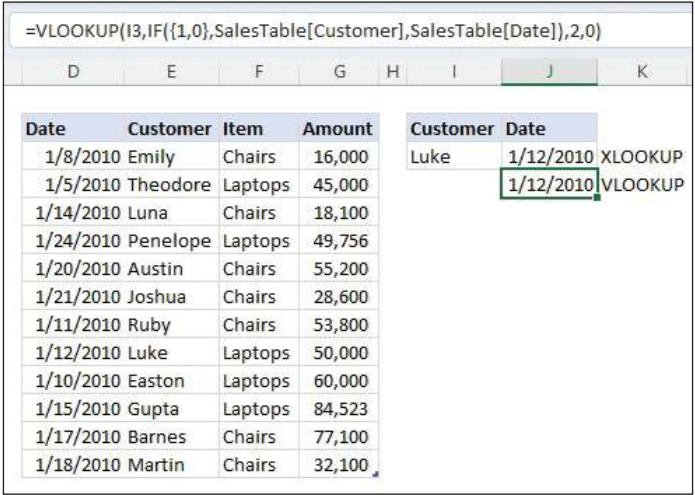 =VLOOKUP(I3,IF({1,0},SalesTable[Customer],SalesTable[Date]),2,0)
D E F G H I J K
Date Customer Item Amount Customer Date
1/8/2010 Emily Chairs 16,000 Luke 1/12/2010 XLOOKUP
1/5/2010 Theodore Laptops 45,000 1/12/2010 VLOOKUP
1/14/2010 Luna Chairs 18,100
1/24/2010 Penelope Laptops 49,756
1/20/2010 Austin Chairs 55,200
1/21/2010 Joshua Chairs 28,600
1/11/2010 Ruby Chairs 53,800
1/12/2010 Luke Laptops 50,000
1/10/2010 Easton Laptops 60,000
1/15/2010 Gupta Laptops 84,523
1/17/2010 Barnes Chairs 77,100
1/18/2010 Martin Chairs 32,100